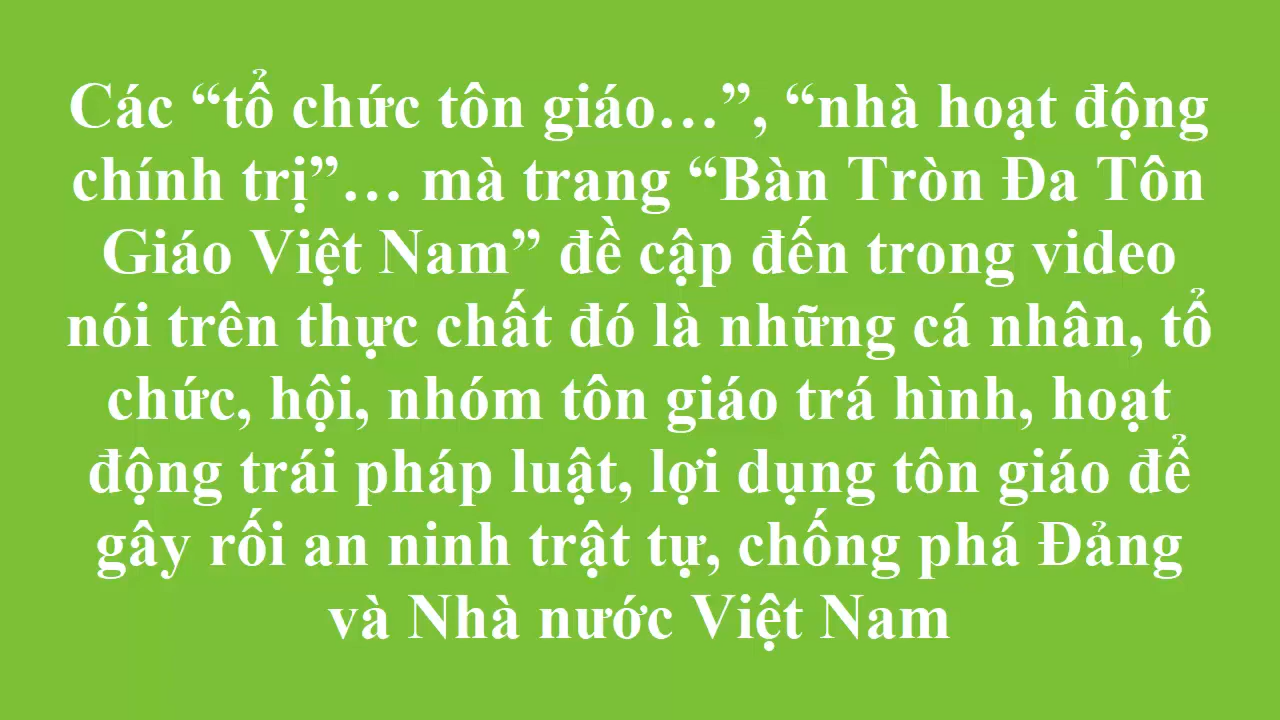 Các “tổ chức tôn giáo…”, “nhà hoạt động
chính trị”… mà trang “Bàn Tròn Đa Tôn
Giáo Việt Nam” đề cập đến trong video
nói trên thực chất đó là những cá nhân, tổ
chức, hội, nhóm tôn giáo trá hình, hoạt
động trái pháp luật, lợi dụng tôn giáo để
gây rối an ninh trật tự, chống phá Đảng
và Nhà nước Việt Nam